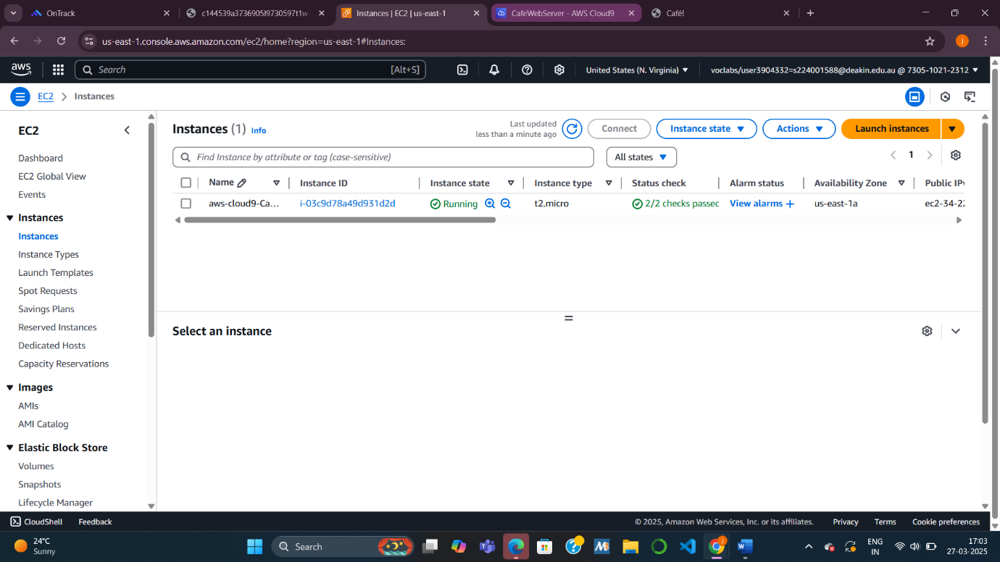 OnTrack
c144539a3736905l9730597t1w7
Instances | EC2 | us-east-1
CafeWebServer - AWS Cloud9
Café!
us-east-1.console.aws.amazon.com/ec2/home?region=us-east-1#Instances:
j
aws
Search
[Alt+S]
United States (N. Virginia)
voclabs/user3904332=s224001588@deakin.edu.au @ 7305-1021-2312
EC2
Instances
EC2
Dashboard
EC2 Global View
Events
Instances
Instances
Instance Types
Launch Templates
Spot Requests
Savings Plans
Reserved Instances
Dedicated Hosts
Capacity Reservations
Images
AMIs
AMI Catalog
Elastic Block Store
Volumes
Snapshots
Lifecycle Manager
Instances (1) Info
Last updated
less than a minute ago
Connect
Instance state
Actions
Launch instances
Find Instance by attribute or tag (case-sensitive)
All states
1
Name Instance ID Instance state Instance type Status check Alarm status Availability Zone Public IPv
aws-cloud9-Ca... i-03c9d78a49d931d2d Running t2.micro 2/2 checks passed View alarms + us-east-1a ec2-34-22
Select an instance
CloudShell Feedback
© 2025, Amazon Web Services, Inc. or its affiliates. Privacy Terms Cookie preferences
24°C
Sunny
Search
ENG
IN
17:03
27-03-2025